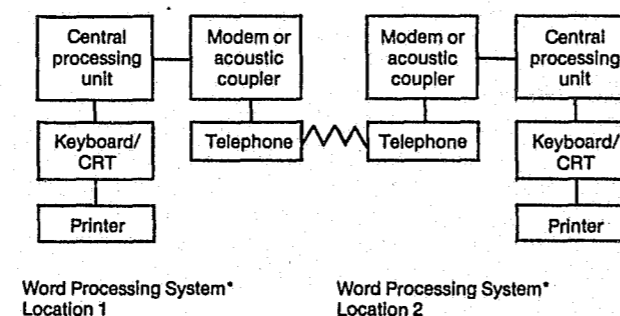 Central
processing
unit
Modem or
acoustic
coupler
Modem or
acoustic
coupler
Central
processing
unit
Keyboard/
CRT
Telephone
Telephone
Keyboard/
CRT
Printer
Printer
Word Processing System*
Location 1
Word Processing System*
Location 2